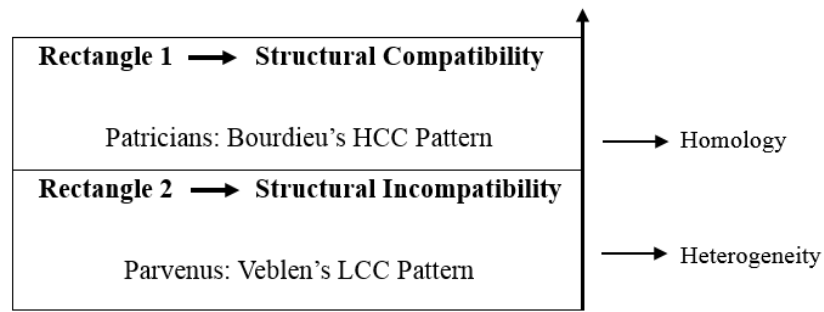 Rectangle 1 → Structural Compatibility
Patricians: Bourdieu's HCC Pattern
→ Homology
Rectangle 2 → Structural Incompatibility
Parvenus: Veblen's LCC Pattern
→ Heterogeneity